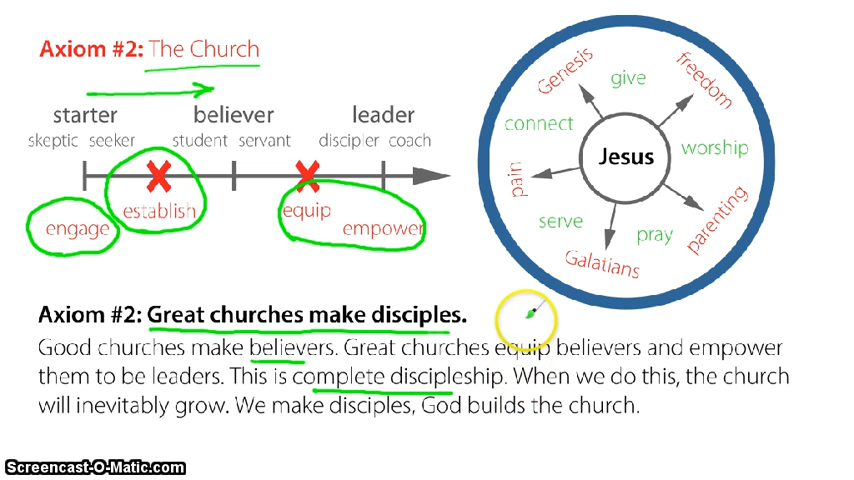 Axiom #2: The Church
starter believer leader
skeptic seeker student servant discipler coach
establish equip
engage empower
Genesis give freedom
connect Jesus worship
pain serve pray parenting
Galatians
Axiom #2: Great churches make disciples.
Good churches make believers. Great churches equip believers and empower
them to be leaders. This is complete discipleship. When we do this, the church
will inevitably grow. We make disciples, God builds the church.
Screencast-O-Matic.com